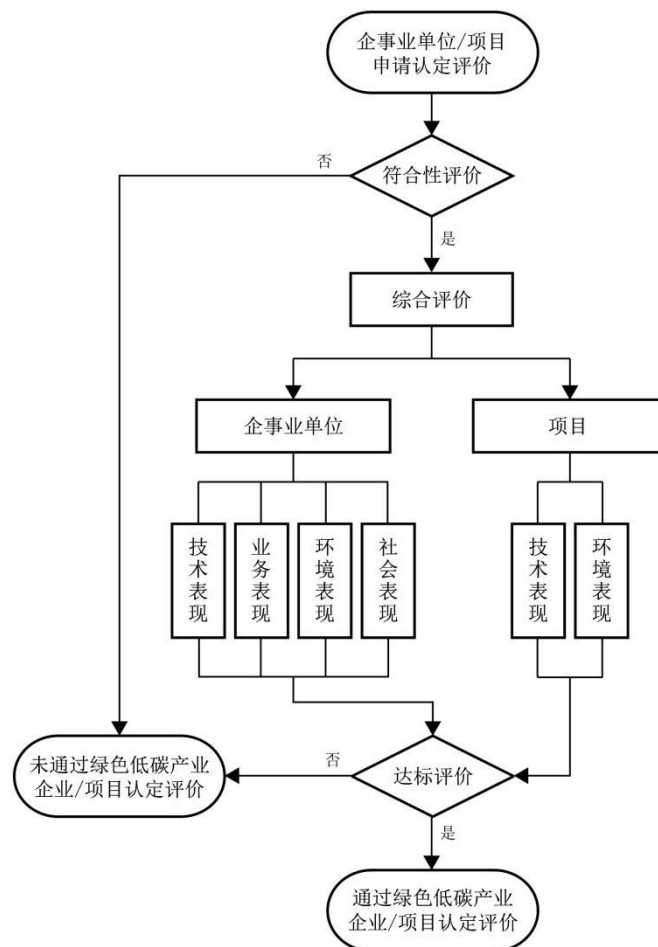 企事业单位/项目
申请认定评价
否
符合性评价
是
综合评价
企事业单位
项目
技术表现
业务表现
环境表现
社会表现
技术表现
环境表现
未通过绿色低碳产业
企业/项目认定评价
否
达标评价
是
通过绿色低碳产业
企业/项目认定评价